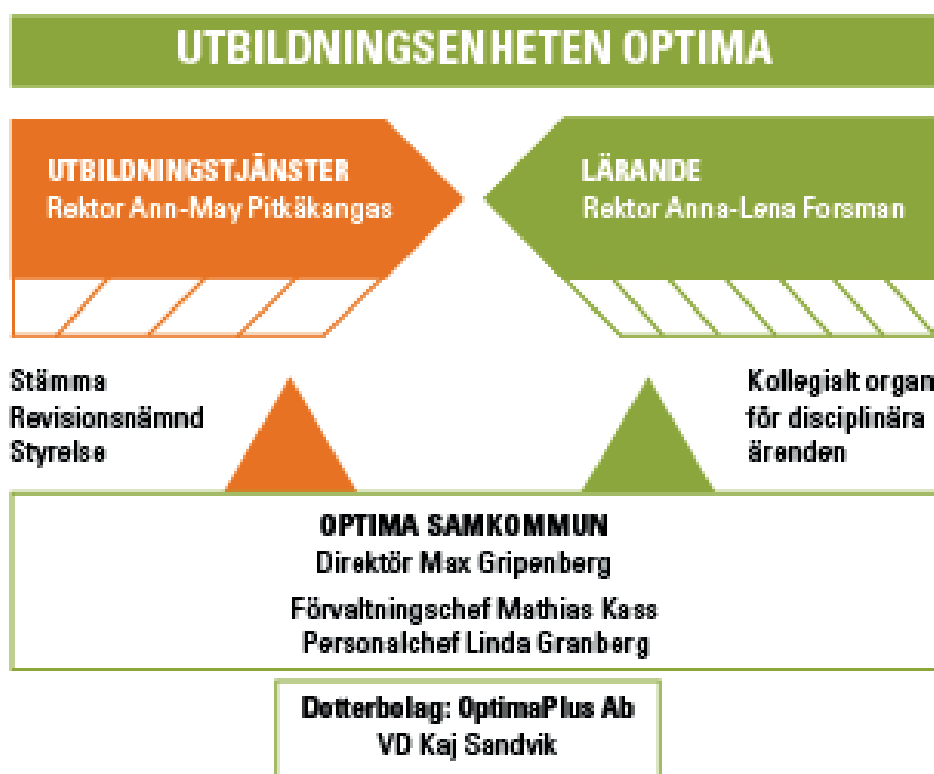 UTBILDNINGSENHETEN OPTIMA
UTBILDNINGSTJÄNSTER
Rektor Ann-May Pitkäkangas
LÄRANDE
Rektor Anna-Lena Forsman
Stämma
Revisionsnämnd
Styrelse
Kollegialt organ
för disciplinära
ärenden
OPTIMA SAMKOMMUN
Direktör Max Gripenberg
Förvaltningschef Mathias Kass
Personalchef Linda Granberg
Dotterbolag: OptimaPlus Ab
VD Kaj Sandvik